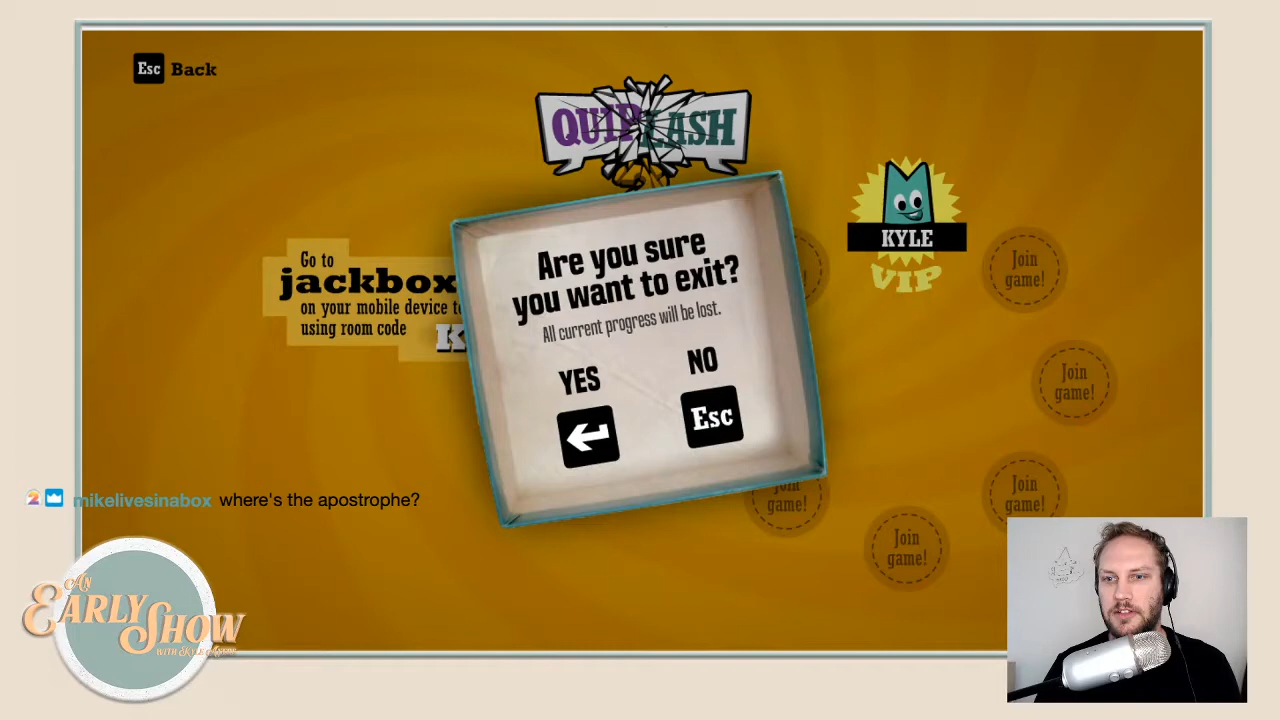 Esc Back
QUIPLASH
KYLE
VIP
Go to
jackbox
on your mobile device
using room code
K
Are you sure
you want to exit?
All current progress will be lost.
YES
NO
Esc
Join
game!
Join
game!
Join
game!
Join
game!
Join
game!
mikelivesinabox where's the apostrophe?
AN
EARLY
SHOW